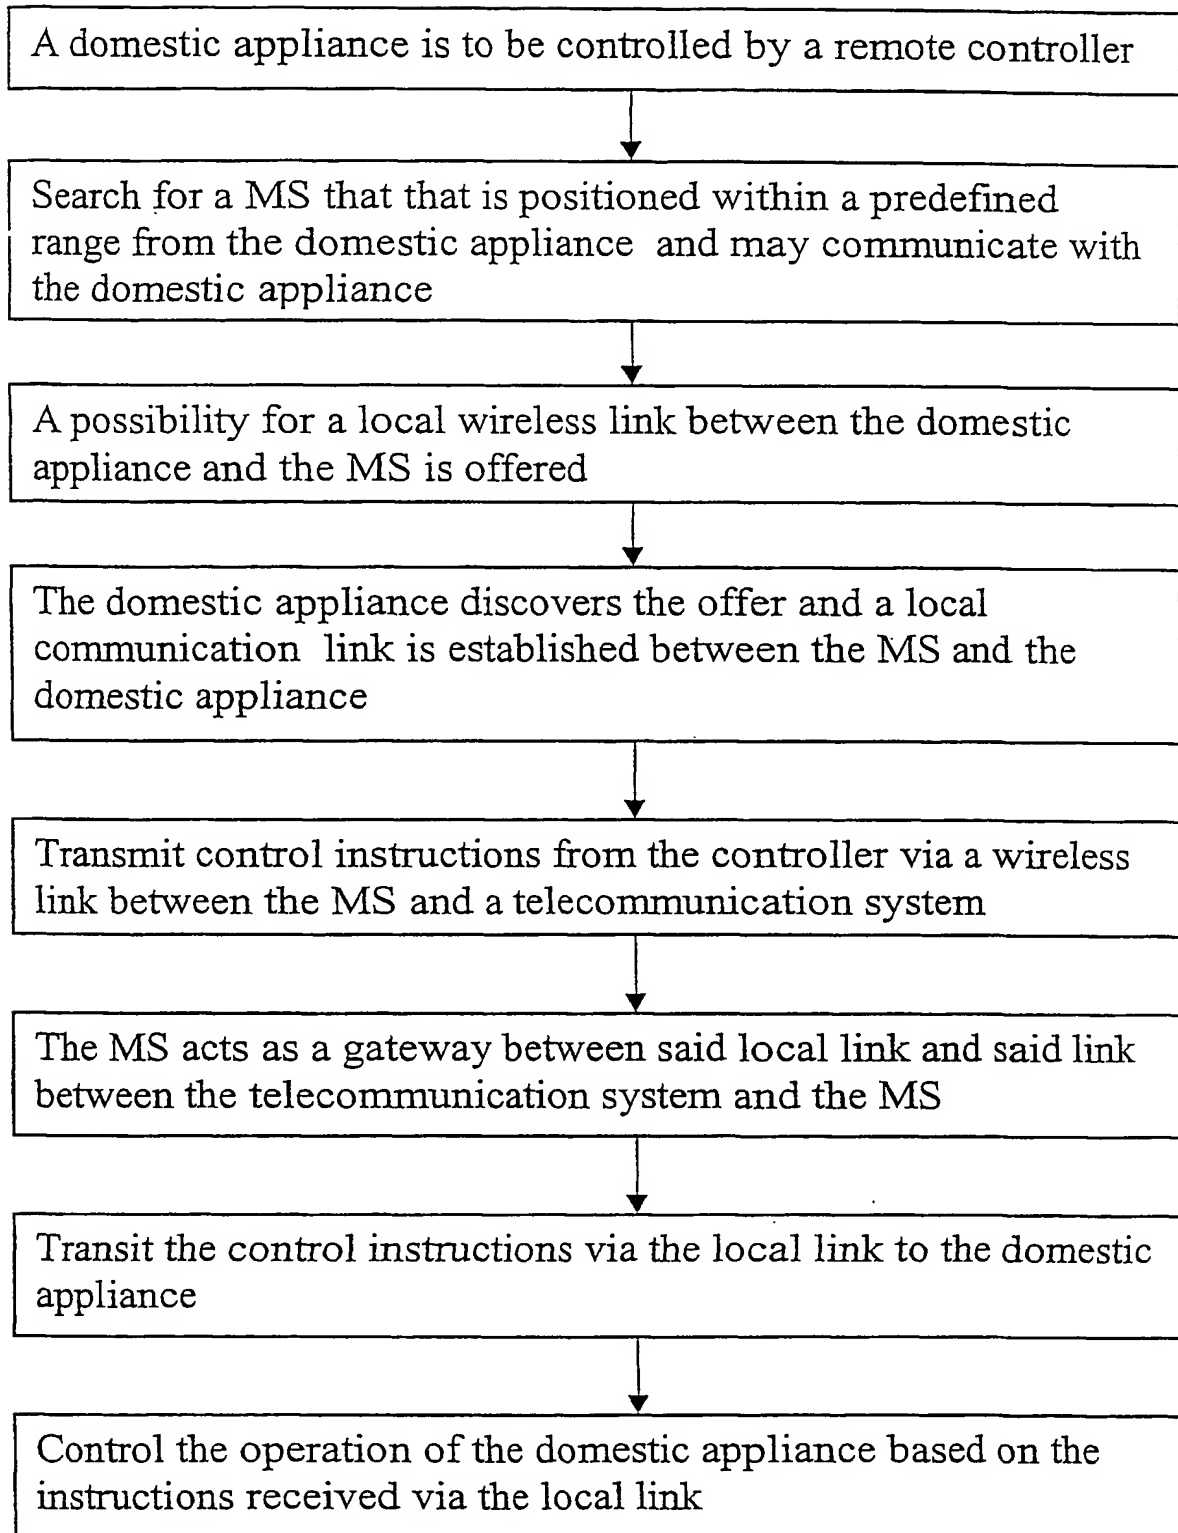 A domestic appliance is to be controlled by a remote controller
Search for a MS that that is positioned within a predefined
range from the domestic appliance and may communicate with
the domestic appliance
A possibility for a local wireless link between the domestic
appliance and the MS is offered
The domestic appliance discovers the offer and a local
communication link is established between the MS and the
domestic appliance
Transmit control instructions from the controller via a wireless
link between the MS and a telecommunication system
The MS acts as a gateway between said local link and said link
between the telecommunication system and the MS
Transit the control instructions via the local link to the domestic
appliance
Control the operation of the domestic appliance based on the
instructions received via the local link